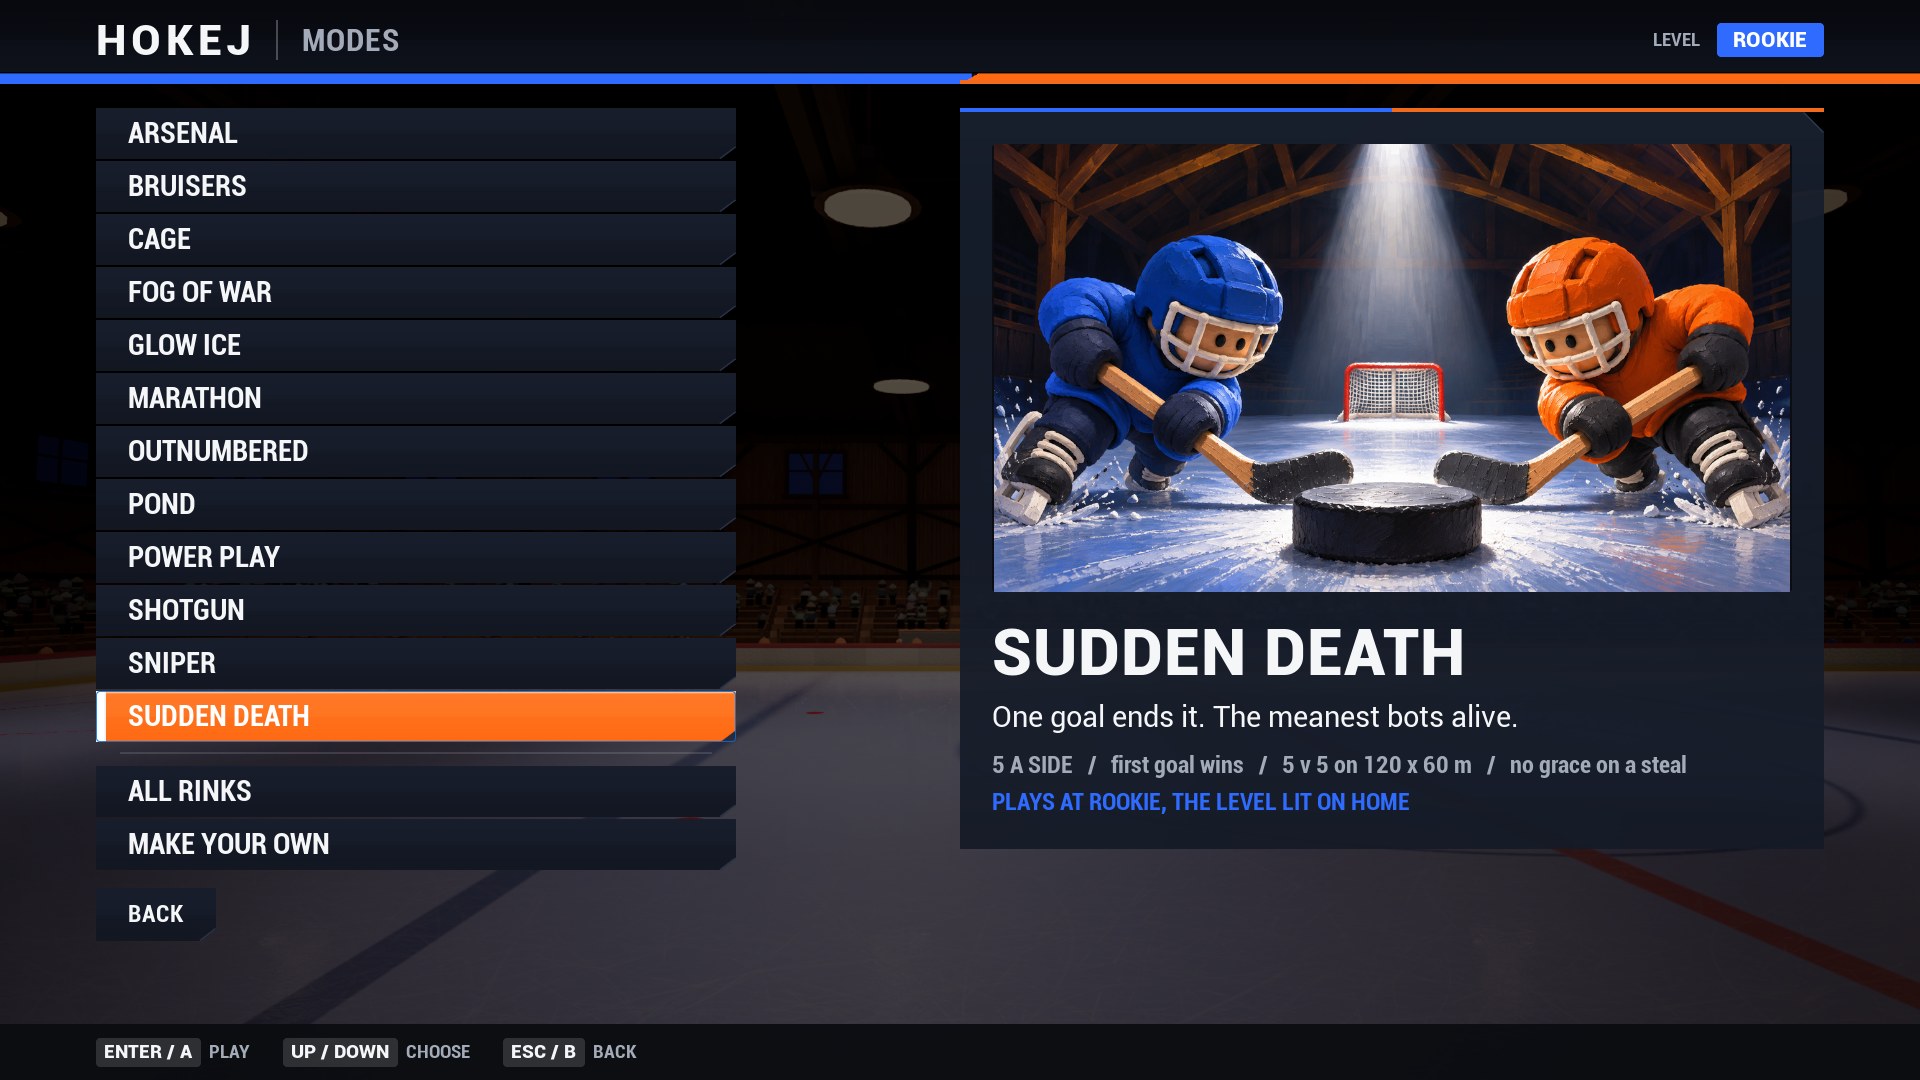 HOKEJ MODES
LEVEL ROOKIE
ARSENAL
BRUISERS
CAGE
FOG OF WAR
GLOW ICE
MARATHON
OUTNUMBERED
POND
POWER PLAY
SHOTGUN
SNIPER
SUDDEN DEATH
ALL RINKS
MAKE YOUR OWN
BACK
SUDDEN DEATH
One goal ends it. The meanest bots alive.
5 A SIDE / first goal wins / 5 v 5 on 120 x 60 m / no grace on a steal
PLAYS AT ROOKIE, THE LEVEL LIT ON HOME
ENTER / A PLAY UP / DOWN CHOOSE ESC / B BACK